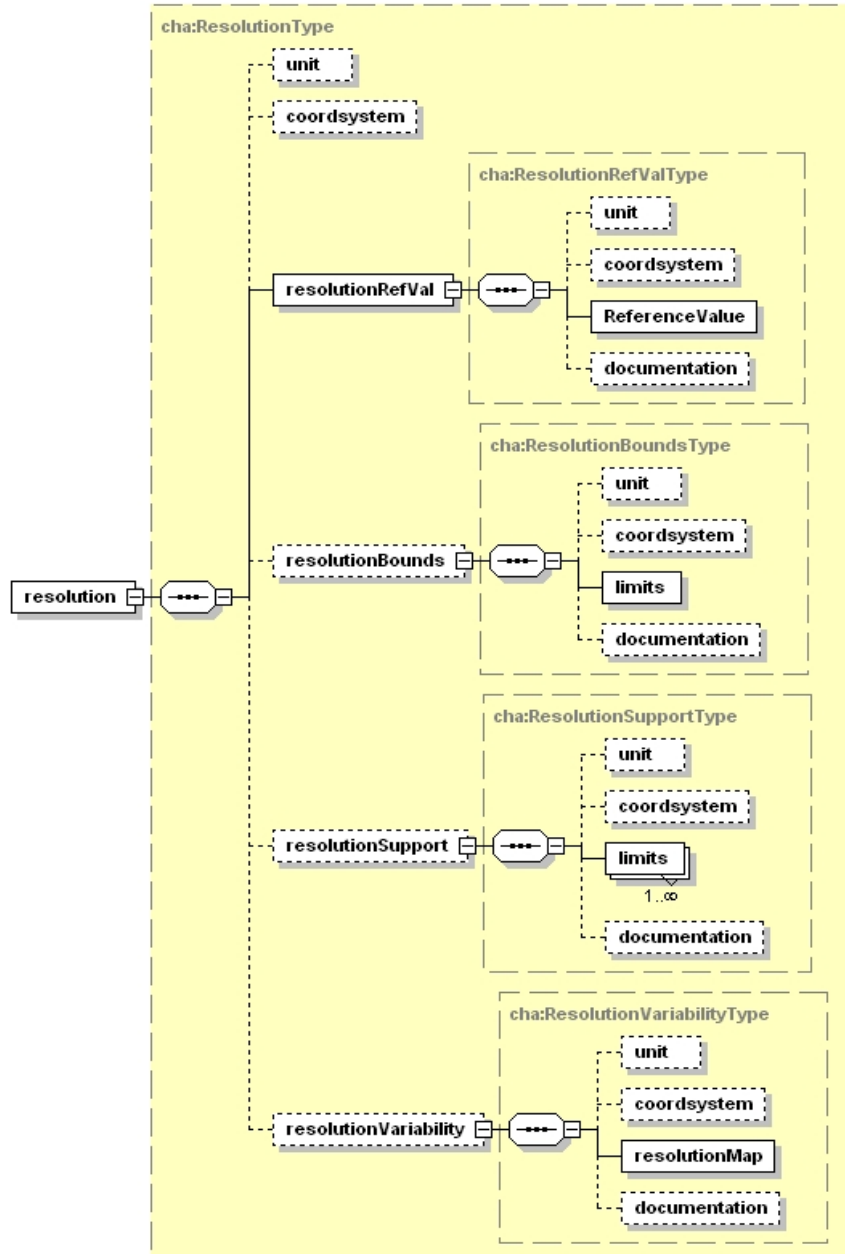 cha:ResolutionType
unit
coordsystem
cha:ResolutionRefValType
unit
coordsystem
resolutionRefVal
ReferenceValue
documentation
cha:ResolutionBoundsType
unit
coordsystem
resolutionBounds
limits
documentation
resolution
cha:ResolutionSupportType
unit
coordsystem
resolutionSupport
limits
1..∞
documentation
cha:ResolutionVariabilityType
unit
coordsystem
resolutionVariability
resolutionMap
documentation